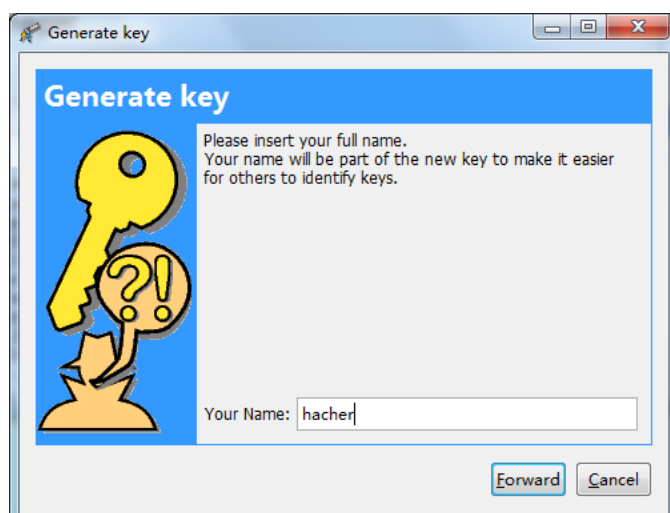 Generate key
Generate key
Please insert your full name.
Your name will be part of the new key to make it easier
for others to identify keys.
?!
Your Name: hacher
Forward Cancel